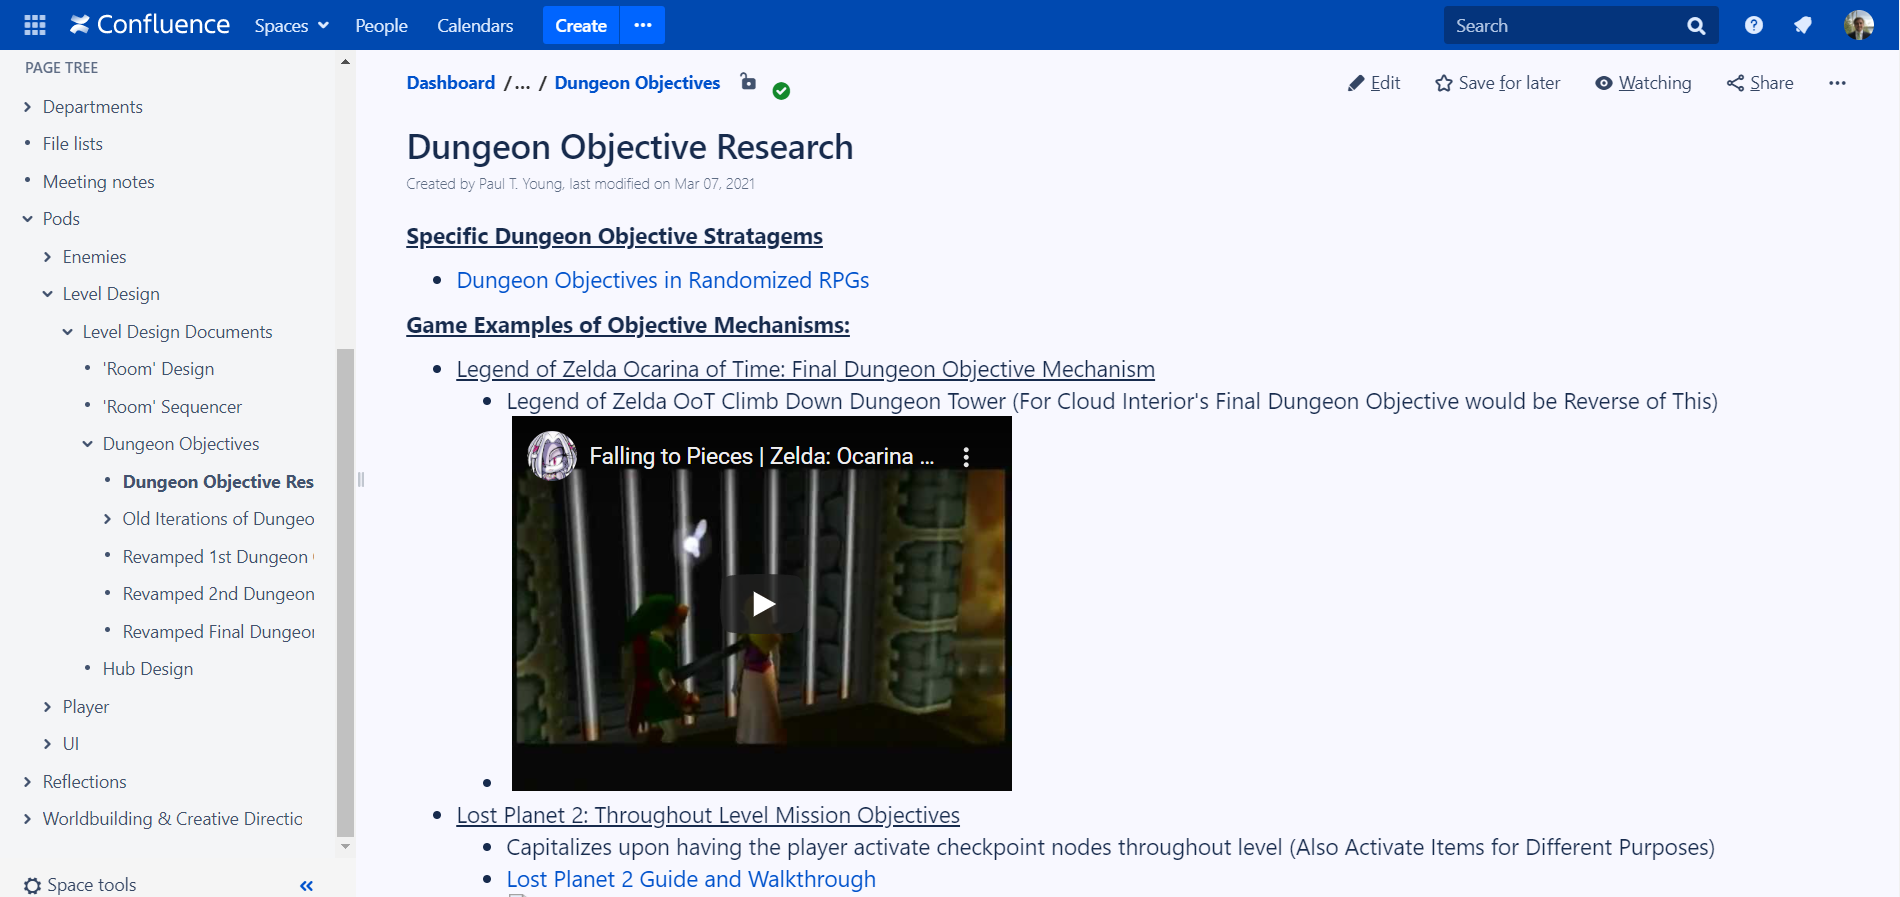 Confluence Spaces People Calendars Create ••• Search
PAGE TREE
Departments
File lists
Meeting notes
Pods
Enemies
Level Design
Level Design Documents
'Room' Design
'Room' Sequencer
Dungeon Objectives
Dungeon Objective Res
Old Iterations of Dungeo
Revamped 1st Dungeon
Revamped 2nd Dungeon
Revamped Final Dungeon
Hub Design
Player
UI
Reflections
Worldbuilding & Creative Directic
Space tools
Dashboard /... / Dungeon Objectives
Edit Save for later Watching Share •••
Dungeon Objective Research
Created by Paul T. Young, last modified on Mar 07, 2021
Specific Dungeon Objective Stratagems
• Dungeon Objectives in Randomized RPGs
Game Examples of Objective Mechanisms:
• Legend of Zelda Ocarina of Time: Final Dungeon Objective Mechanism
• Legend of Zelda OoT Climb Down Dungeon Tower (For Cloud Interior's Final Dungeon Objective would be Reverse of This)
Falling to Pieces | Zelda: Ocarina ...
• Lost Planet 2: Throughout Level Mission Objectives
• Capitalizes upon having the player activate checkpoint nodes throughout level (Also Activate Items for Different Purposes)
• Lost Planet 2 Guide and Walkthrough